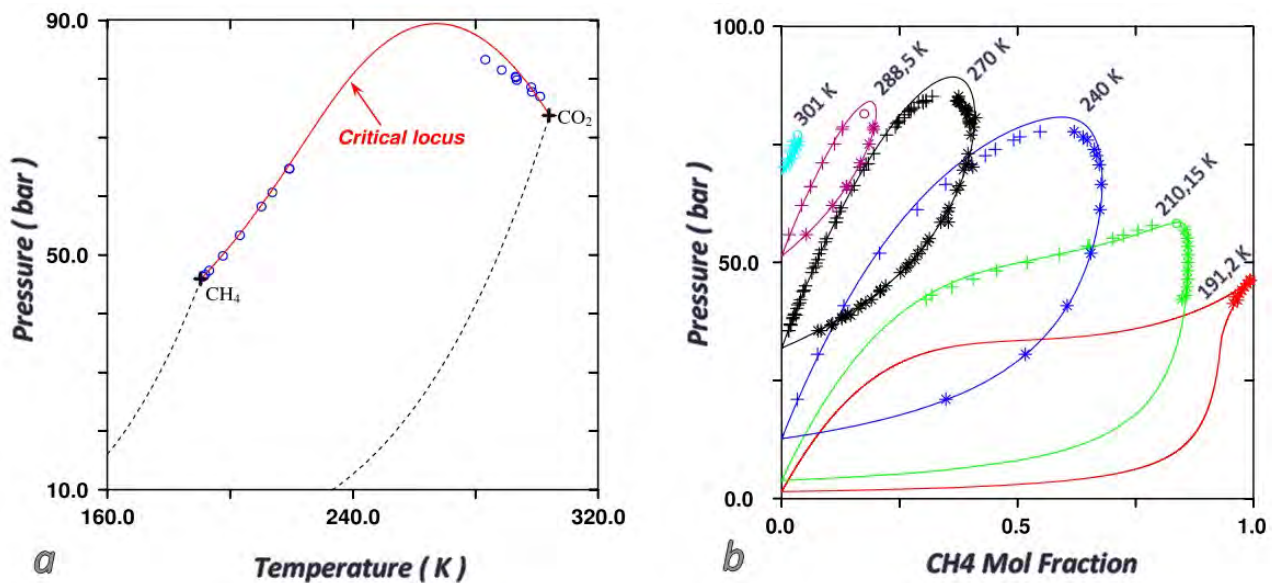 90.0
50.0
10.0
160.0
240.0
320.0
Pressure ( bar )
Temperature ( K )
Critical locus
CO₂
CH₄
a
100.0
50.0
0.0
0.0
0.5
1.0
Pressure ( bar )
CH4 Mol Fraction
301 K
288,5 K
270 K
240 K
210,15 K
191,2 K
b